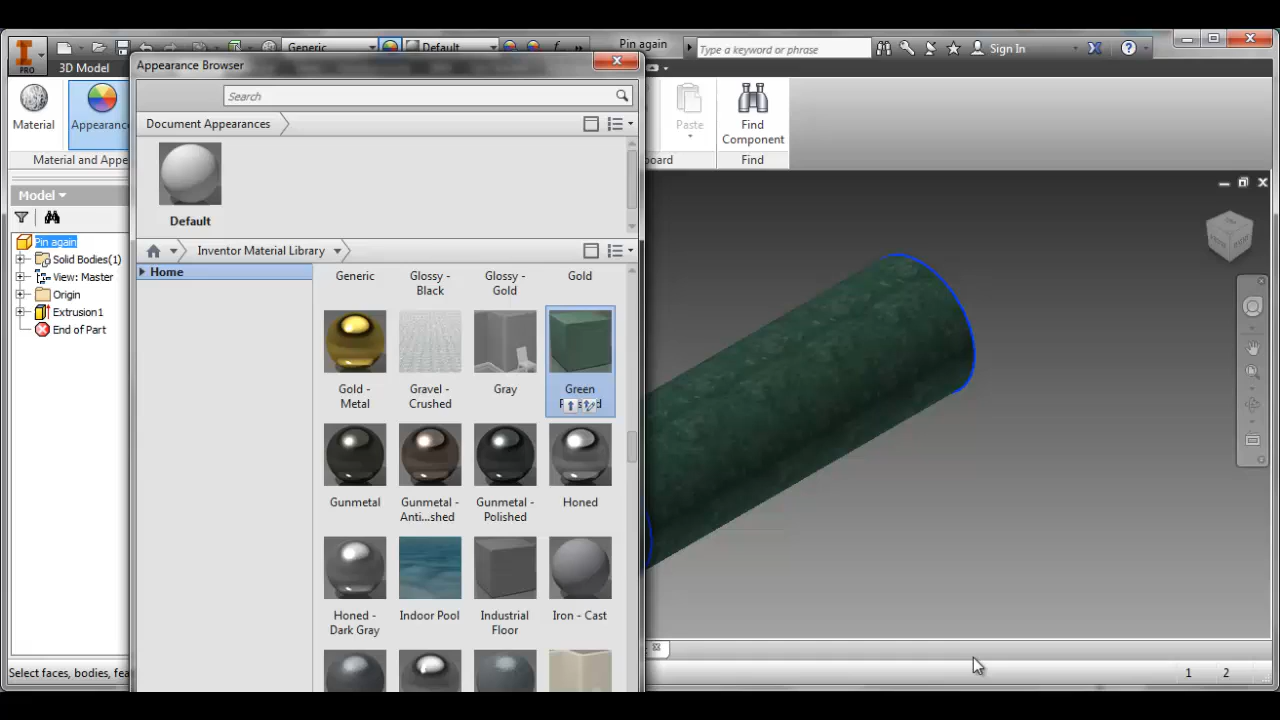 Generic
Default
Pin again
Type a keyword or phrase
Sign In
PRO
3D Model
Appearance Browser
Material
Appearance
Search
Paste
Find
Component
Material and Appe
board
Find
Document Appearances
Model
Default
Pin again
Inventor Material Library
Solid Bodies(1)
View: Master
Origin
Extrusion1
End of Part
Home
Generic
Glossy -
Black
Glossy -
Gold
Gold
Gold -
Metal
Gravel -
Crushed
Gray
Green
Gunmetal
Gunmetal -
Anti...shed
Gunmetal -
Polished
Honed
Honed -
Dark Gray
Indoor Pool
Industrial
Floor
Iron - Cast
Select faces, bodies, fea
1
2